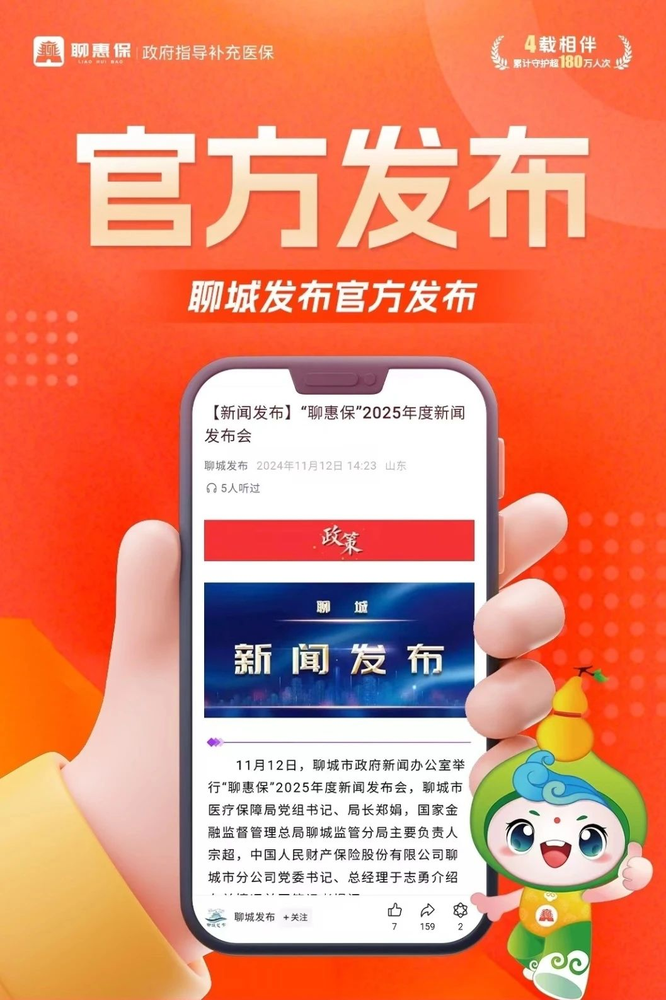 聊惠保
LIAO HUI BAO
政府指导补充医保
4载相伴
累计守护超180万人次
官方发布
聊城发布官方发布
【新闻发布】“聊惠保”2025年度新闻
发布会
聊城发布 2024年11月12日 14:23 山东
5人听过
政策
聊城
新闻发布
11月12日，聊城市政府新闻办公室举
行“聊惠保”2025年度新闻发布会，聊城市
医疗保障局党组书记、局长郑娟，国家金
融监督管理总局聊城监管分局主要负责人
宗超，中国人民财产保险股份有限公司聊
城市分公司党委书记、总经理于志勇介绍
聊城发布 +关注
7 159 2